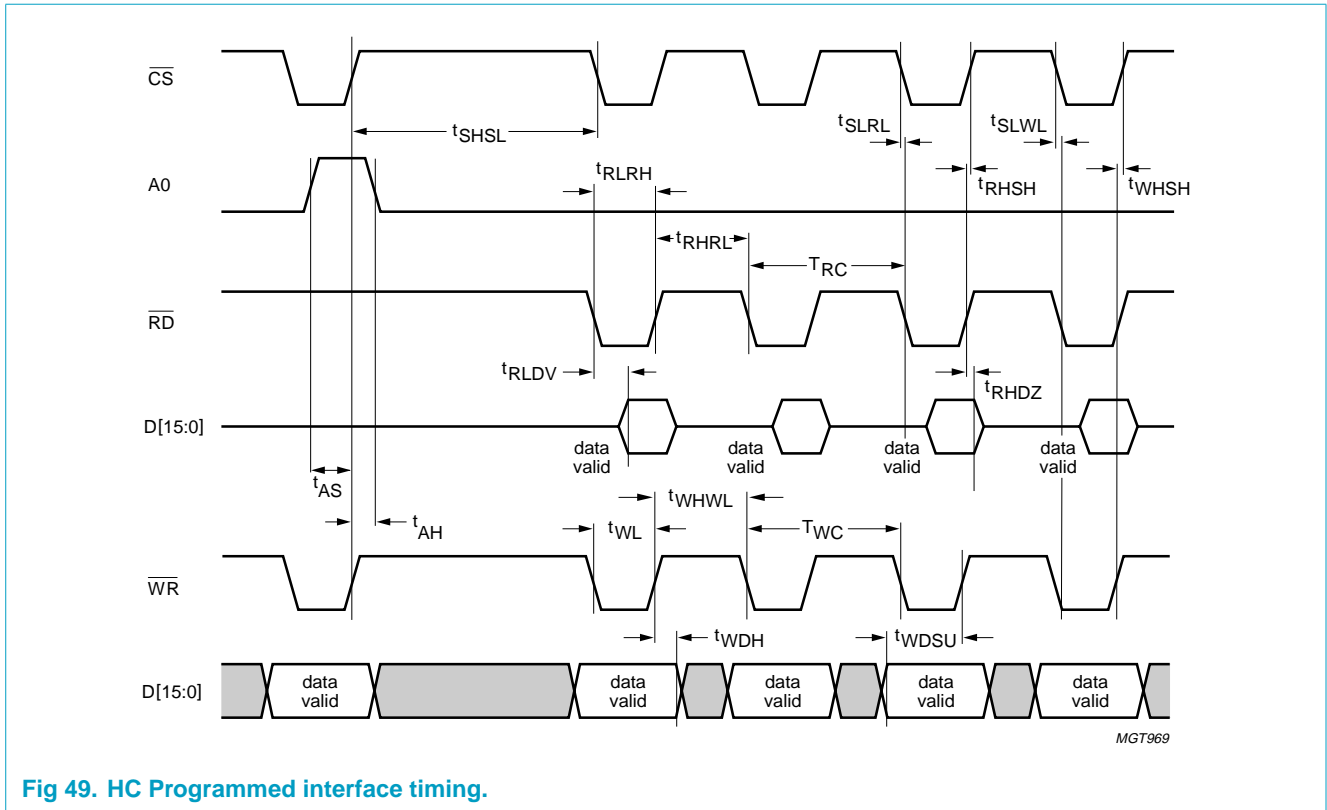 CS
tSHSL
tSLRL
tSLWL
A0
tRLRH
tRHSH
tWHSH
tRHRL
TRC
RD
tRLDV
tRHDZ
D[15:0]
data valid
data valid
data valid
data valid
tAS
tAH
tWHWL
tWL
TWC
WR
tWDH
tWDSU
D[15:0]
data valid
data valid
data valid
data valid
data valid
MGT969
Fig 49. HC Programmed interface timing.